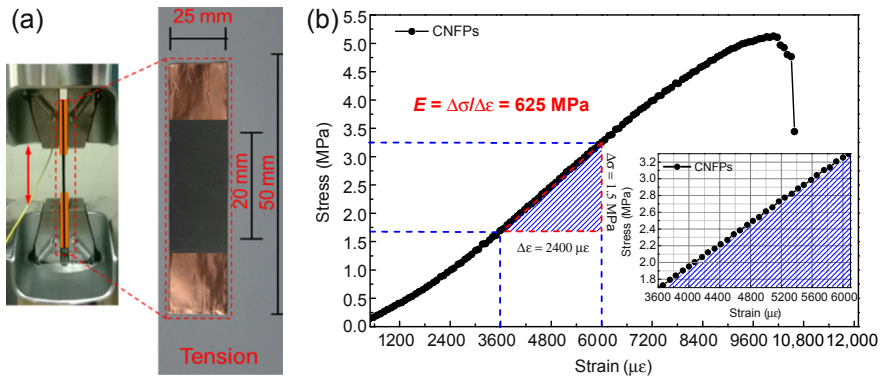 (a)
25 mm
20 mm
50 mm
Tension
(b)
CNFPs
E = Δσ/Δε = 625 MPa
Δσ = 1.5 MPa
Δε = 2400 με
Stress (MPa)
5.5
5.0
4.5
4.0
3.5
3.0
2.5
2.0
1.5
1.0
0.5
0.0
1200 2400 3600 4800 6000 7200 8400 9600 10,800 12,000
Strain (με)
CNFPs
Stress (MPa)
3.2
3.0
2.8
2.6
2.4
2.2
2.0
1.8
3600 4000 4400 4800 5200 5600 6000
Strain (με)